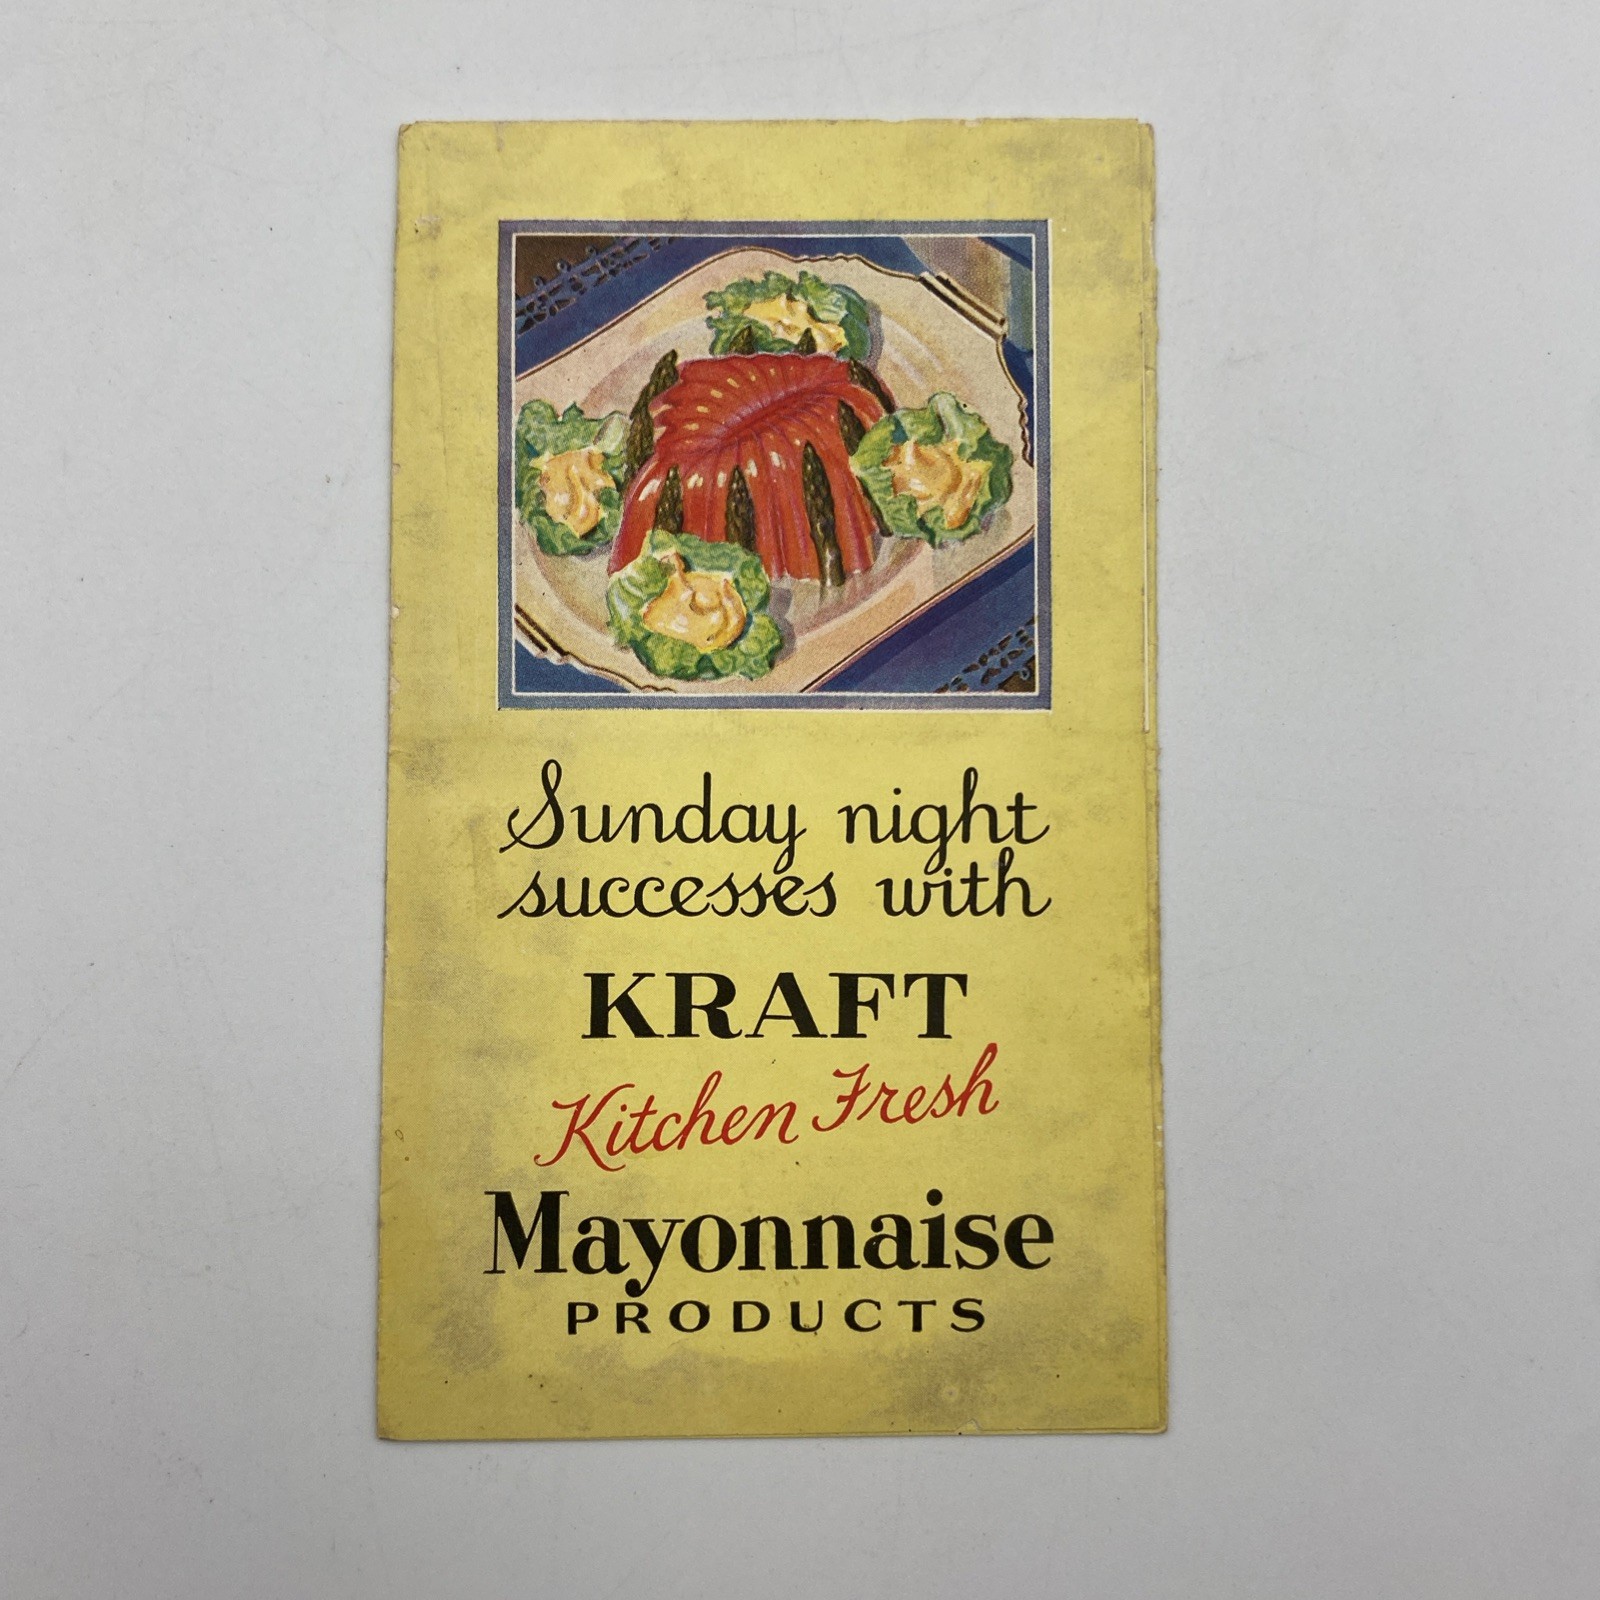 Sunday night
successes with
KRAFT
Kitchen Fresh
Mayonnaise
PRODUCTS